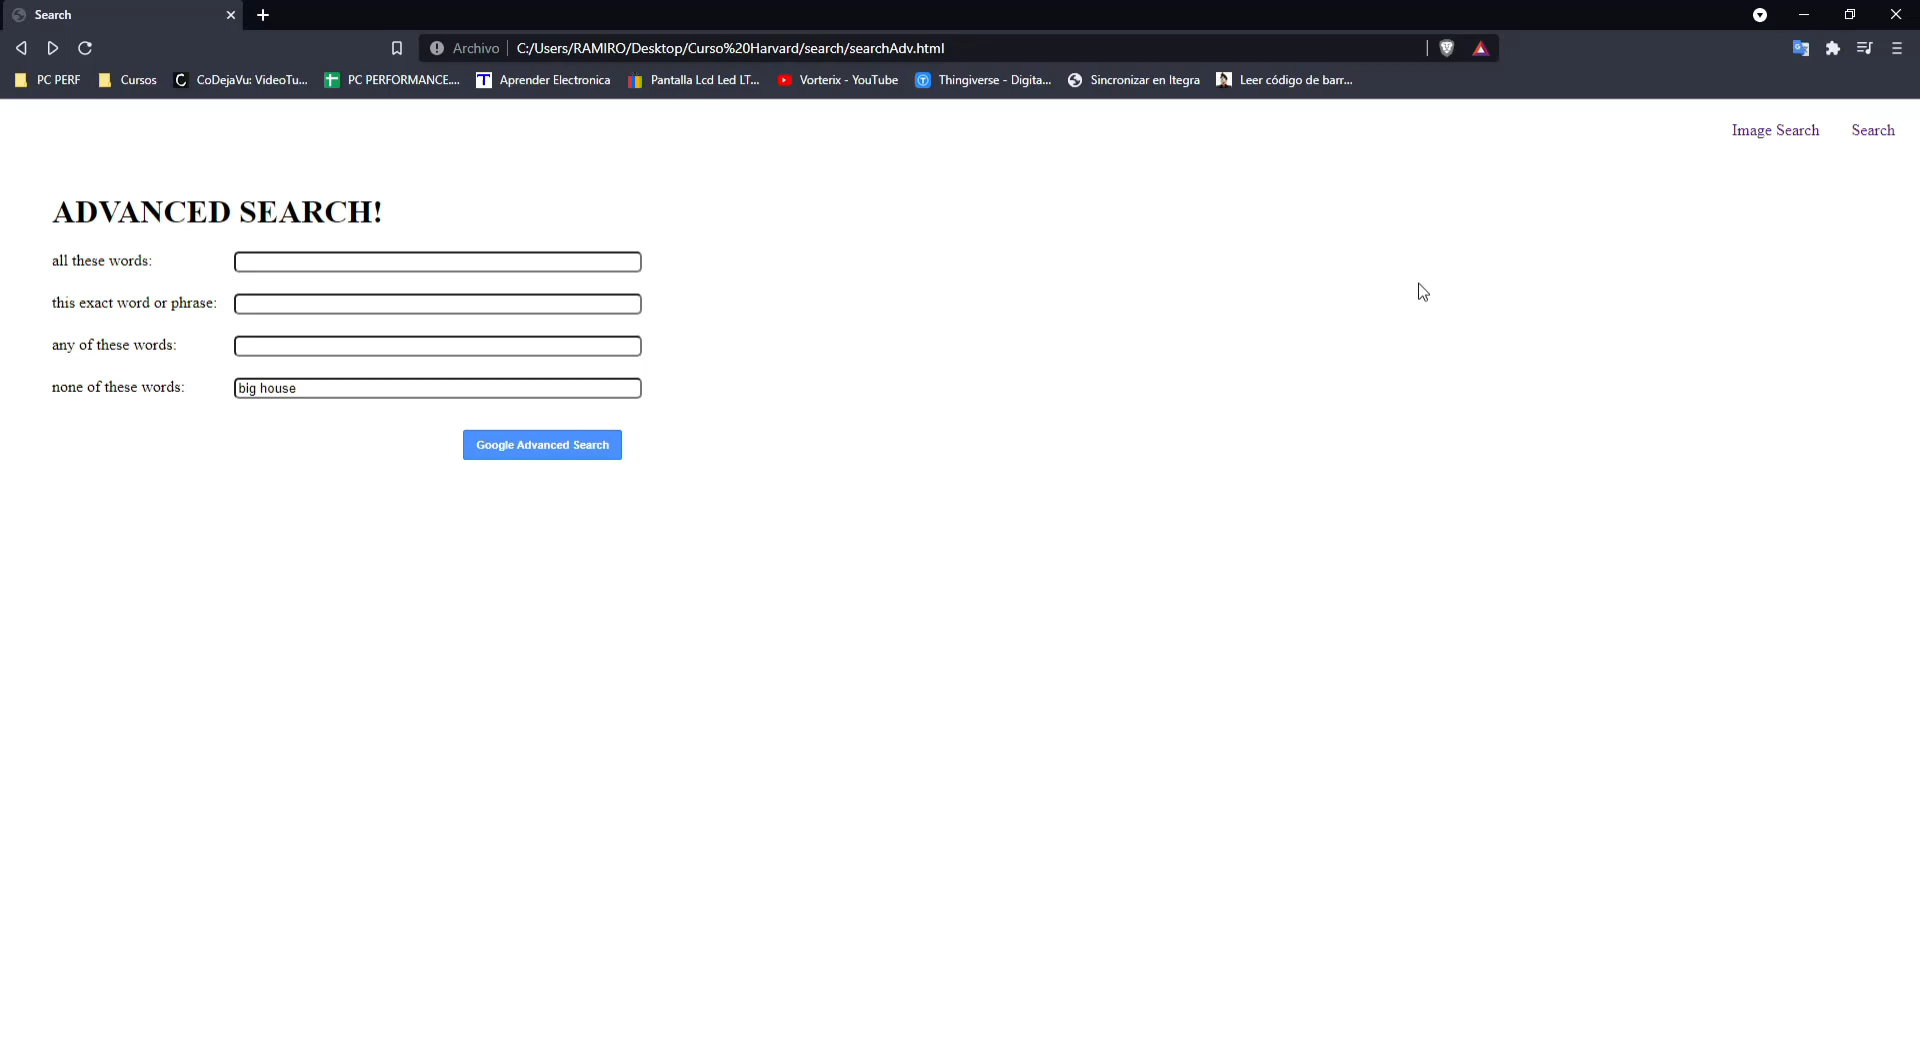 Search
Archivo C:/Users/RAMIRO/Desktop/Curso%20Harvard/search/searchAdv.html
PC PERF Cursos CoDejaVu: VideoTu... PC PERFORMANCE.... Aprender Electronica Pantalla Lcd Led LT... Vorterix - YouTube Thingiverse - Digita... Sincronizar en Itegra Leer código de barr...
Image Search Search
ADVANCED SEARCH!
all these words:
this exact word or phrase:
any of these words:
none of these words: big house
Google Advanced Search